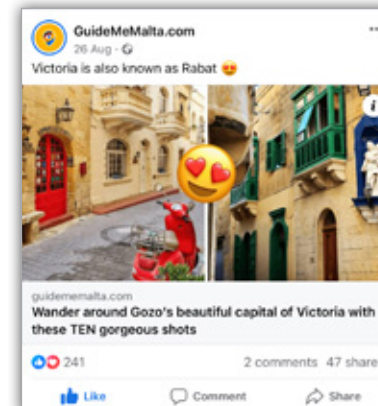 GuideMeMalta.com
26 Aug ·
Victoria is also known as Rabat 😍
i
guidememalta.com
Wander around Gozo's beautiful capital of Victoria with
these TEN gorgeous shots
241 2 comments 47 share
Like Comment Share